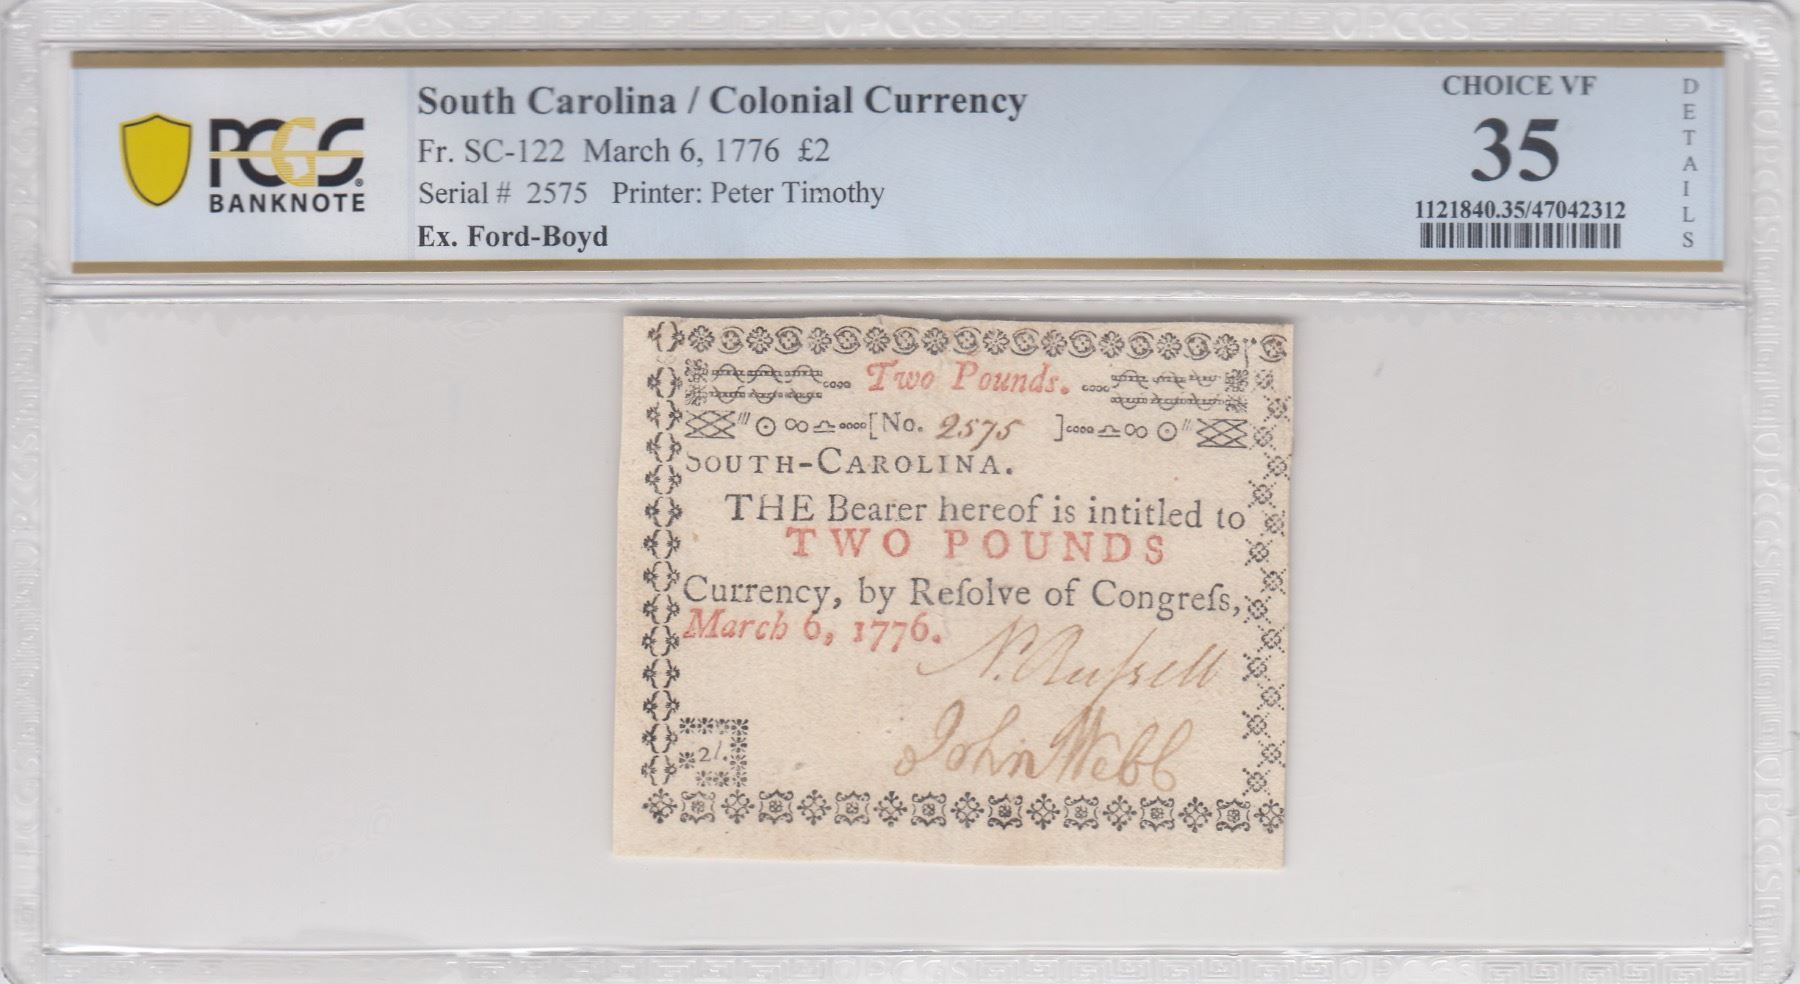 South Carolina / Colonial Currency
Fr. SC-122 March 6, 1776 £2
Serial # 2575 Printer: Peter Timothy
Ex. Ford-Boyd
PCGS
BANKNOTE
CHOICE VF
35
1121840.35/47042312
DETAILS
Two Pounds.
[No. 2575 ]
SOUTH-CAROLINA.
THE Bearer hereof is intitled to
TWO POUNDS
Currency, by Reſolve of Congreſs,
March 6, 1776.
N. Ruſsell
John Webb
2l.